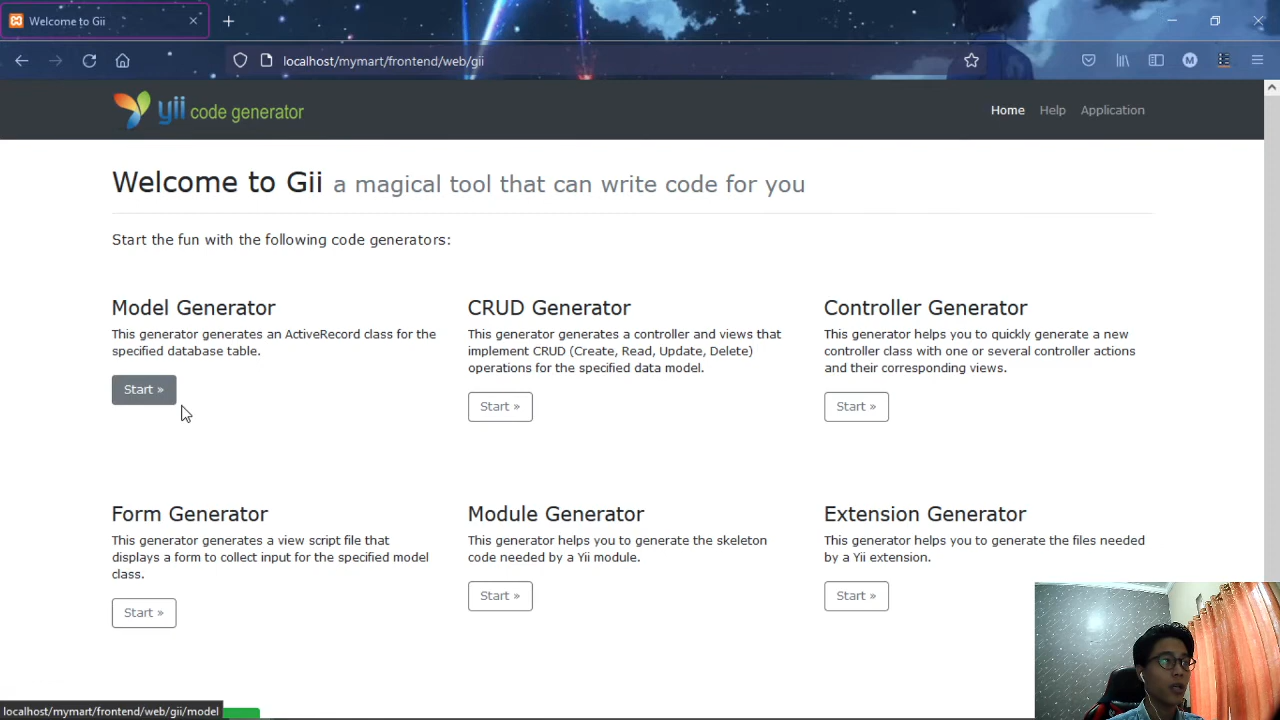 Welcome to Gii
localhost/mymart/frontend/web/gii
M
yii code generator
Home Help Application
Welcome to Gii a magical tool that can write code for you
Start the fun with the following code generators:
Model Generator
This generator generates an ActiveRecord class for the
specified database table.
Start »
CRUD Generator
This generator generates a controller and views that
implement CRUD (Create, Read, Update, Delete)
operations for the specified data model.
Start »
Controller Generator
This generator helps you to quickly generate a new
controller class with one or several controller actions
and their corresponding views.
Start »
Form Generator
This generator generates a view script file that
displays a form to collect input for the specified model
class.
Start »
Module Generator
This generator helps you to generate the skeleton
code needed by a Yii module.
Start »
Extension Generator
This generator helps you to generate the files needed
by a Yii extension.
Start »
localhost/mymart/frontend/web/gii/model